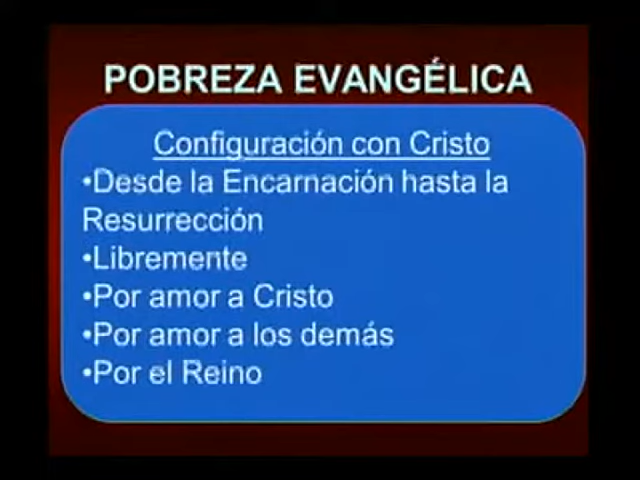 POBREZA EVANGÉLICA
Configuración con Cristo
•Desde la Encarnación hasta la
Resurrección
•Libremente
•Por amor a Cristo
•Por amor a los demás
•Por el Reino